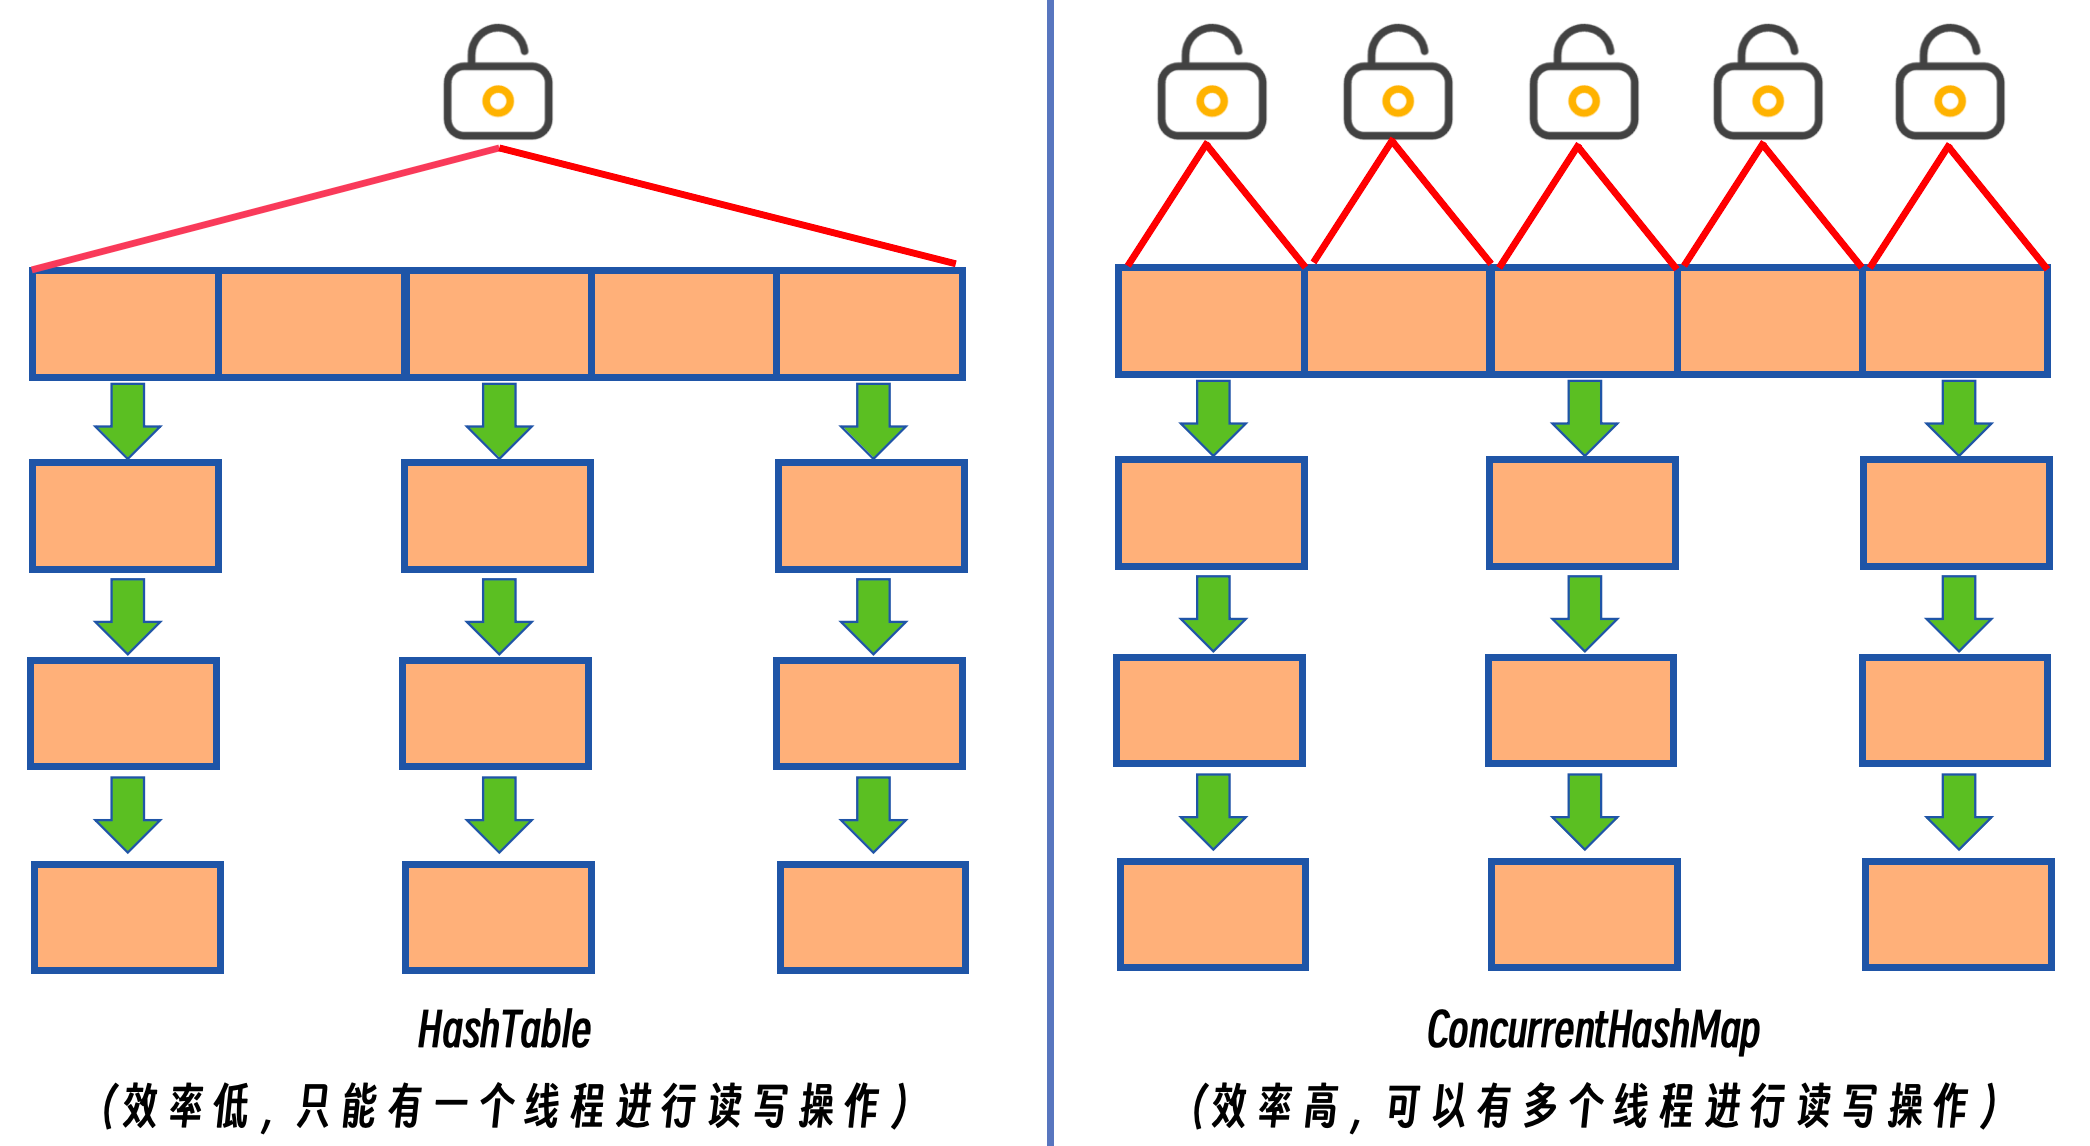 HashTable
(效率低,只能有一个线程进行读写操作)
ConcurrentHashMap
(效率高,可以有多个线程进行读写操作)